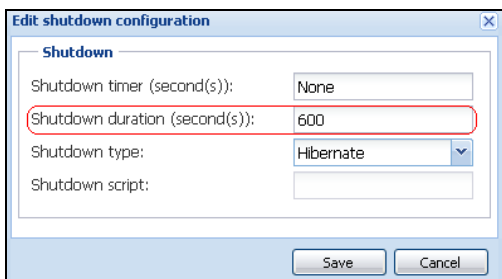 Edit shutdown configuration
Shutdown
Shutdown timer (second(s)): None
Shutdown duration (second(s)): 600
Shutdown type: Hibernate
Shutdown script:
Save Cancel